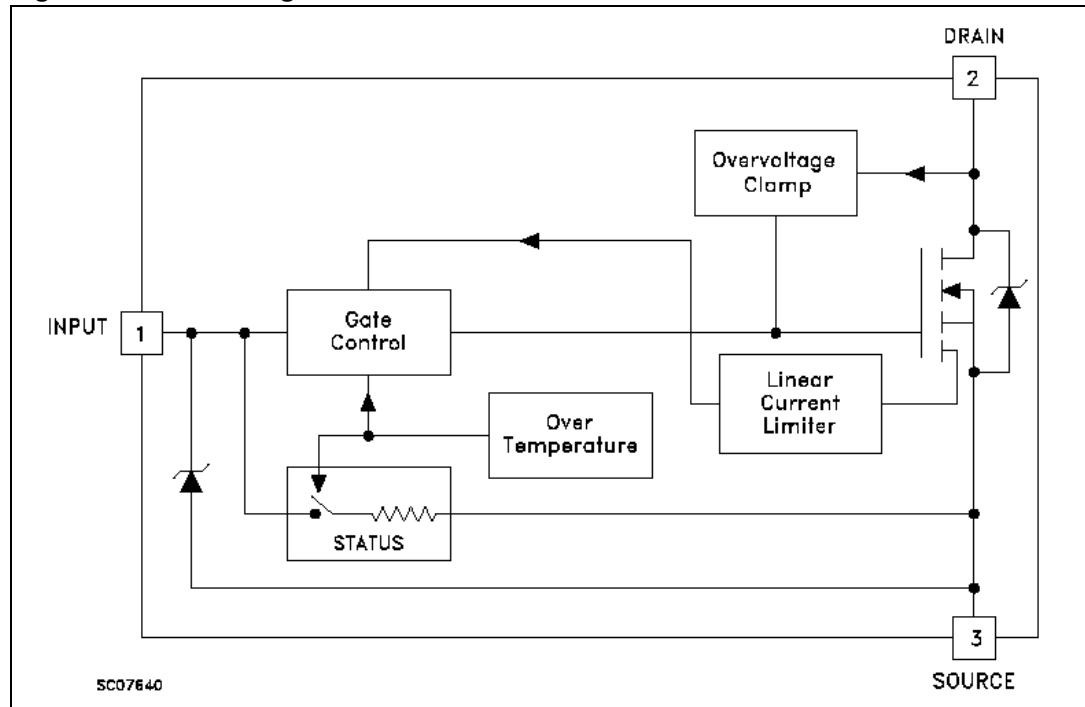 DRAIN
2
Overvoltage
Clamp
INPUT
1
Gate
Control
Linear
Current
Limiter
Over
Temperature
STATUS
3
SOURCE
SC07640